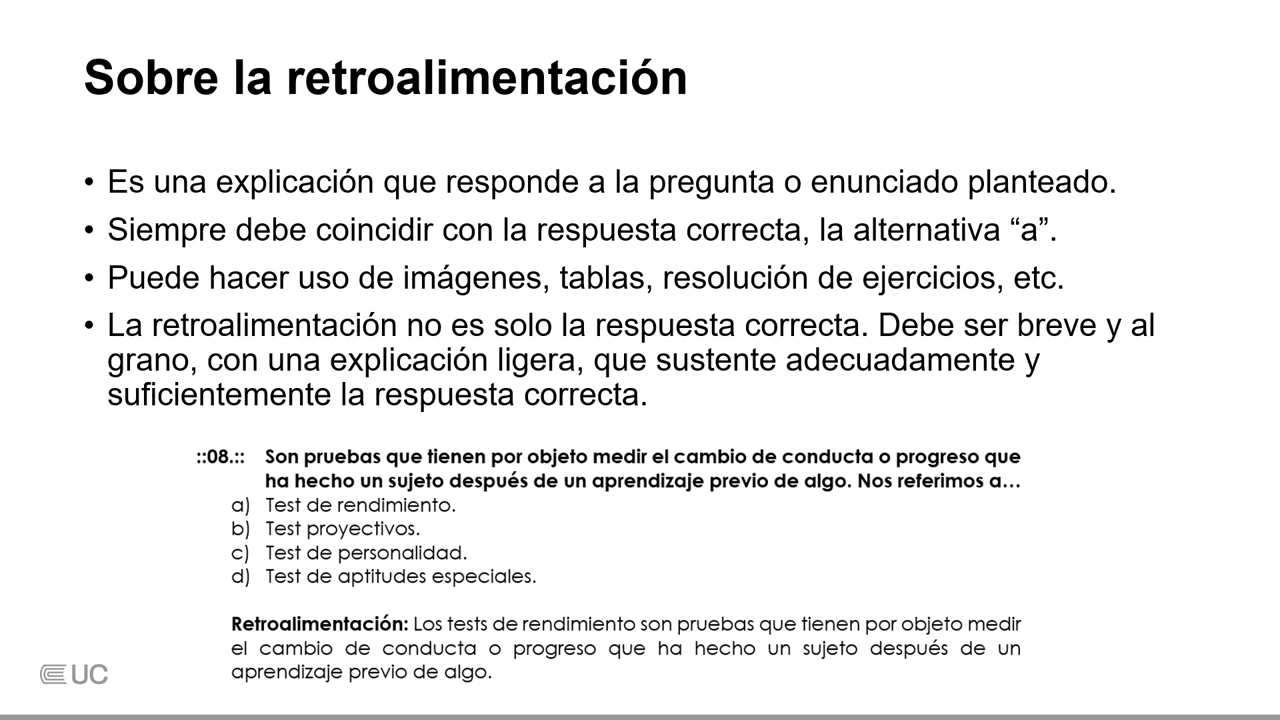 Sobre la retroalimentación
• Es una explicación que responde a la pregunta o enunciado planteado.
• Siempre debe coincidir con la respuesta correcta, la alternativa “a”.
• Puede hacer uso de imágenes, tablas, resolución de ejercicios, etc.
• La retroalimentación no es solo la respuesta correcta. Debe ser breve y al
grano, con una explicación ligera, que sustente adecuadamente y
suficientemente la respuesta correcta.
::08.:: Son pruebas que tienen por objeto medir el cambio de conducta o progreso que
ha hecho un sujeto después de un aprendizaje previo de algo. Nos referimos a…
a) Test de rendimiento.
b) Test proyectivos.
c) Test de personalidad.
d) Test de aptitudes especiales.
Retroalimentación: Los tests de rendimiento son pruebas que tienen por objeto medir
el cambio de conducta o progreso que ha hecho un sujeto después de un
aprendizaje previo de algo.
UC